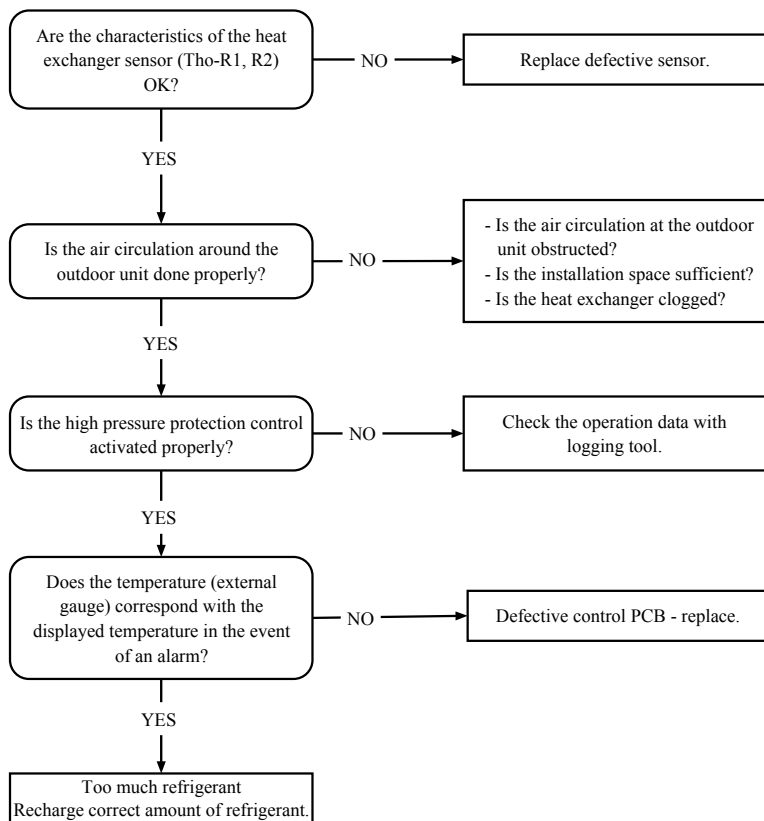 Are the characteristics of the heat
exchanger sensor (Tho-R1, R2)
OK?
NO
Replace defective sensor.
YES
Is the air circulation around the
outdoor unit done properly?
NO
- Is the air circulation at the outdoor
unit obstructed?
- Is the installation space sufficient?
- Is the heat exchanger clogged?
YES
Is the high pressure protection control
activated properly?
NO
Check the operation data with
logging tool.
YES
Does the temperature (external
gauge) correspond with the
displayed temperature in the event
of an alarm?
NO
Defective control PCB - replace.
YES
Too much refrigerant
Recharge correct amount of refrigerant.